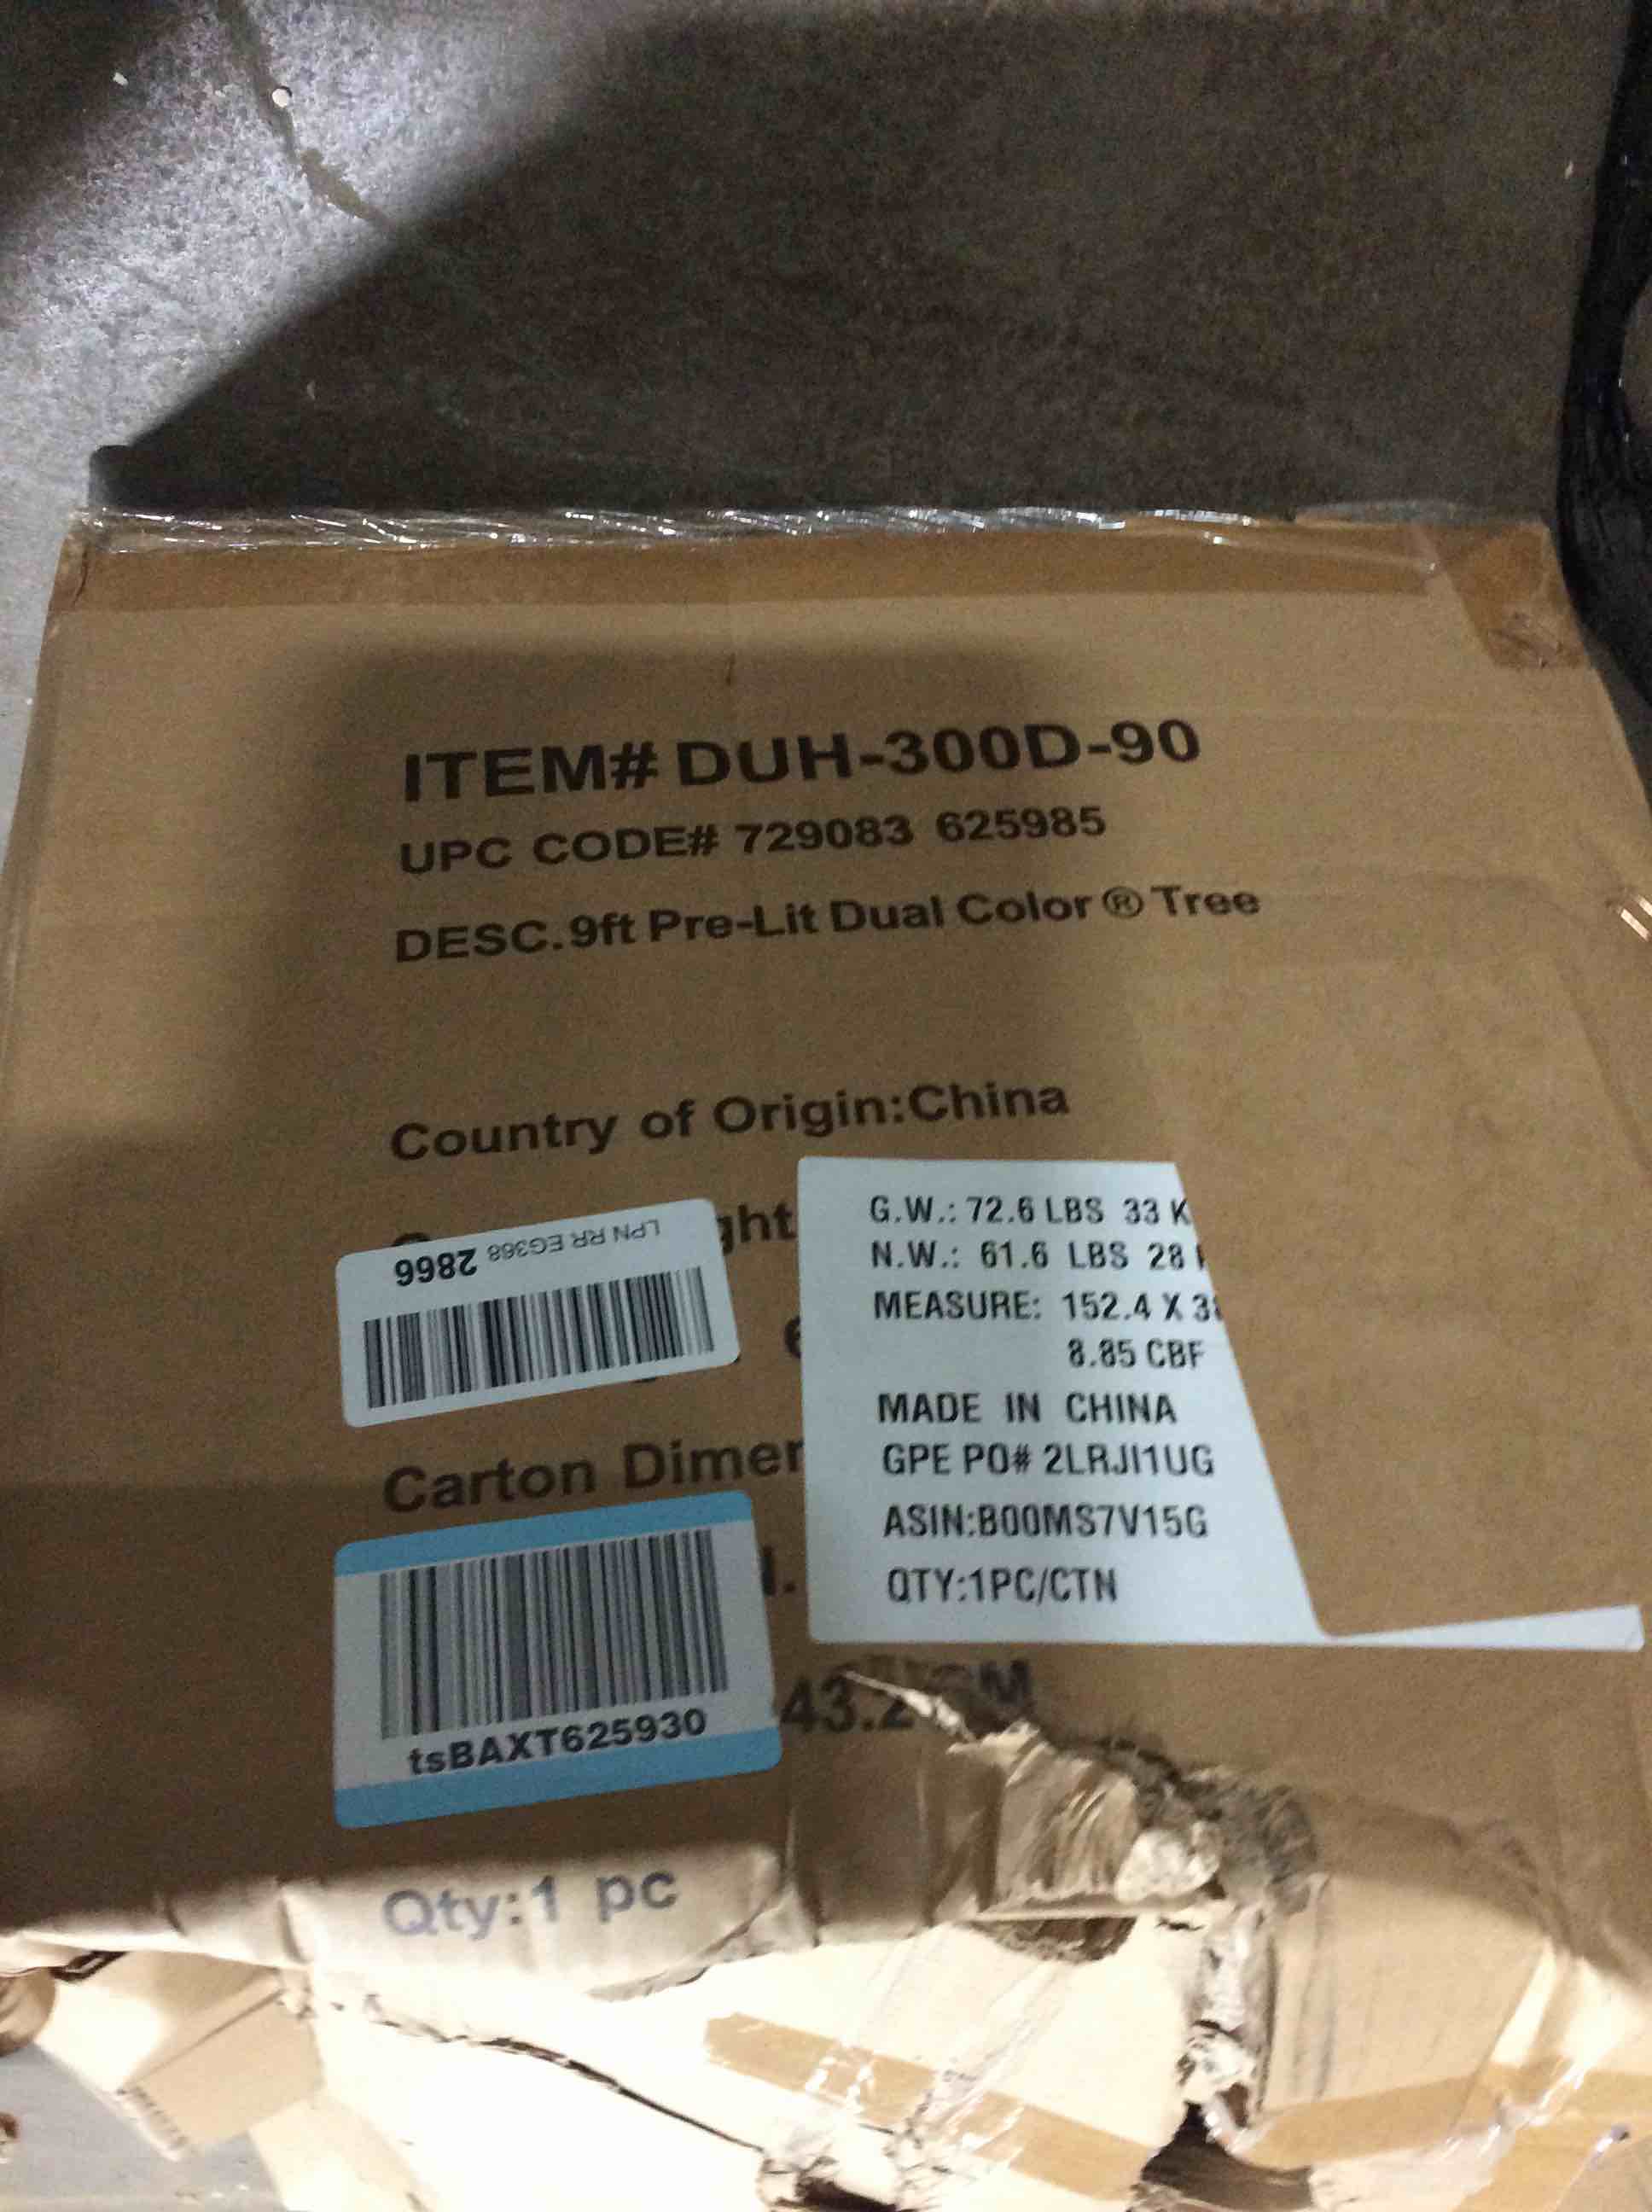 ITEM# DUH-300D-90
UPC CODE# 729083 625985
DESC.9ft Pre-Lit Dual Color ® Tree
Country of Origin:China
LPN RR EG368 2866
G.W.: 72.6 LBS 33 K
N.W.: 61.6 LBS 28
MEASURE: 152.4 X
8.85 CBF
MADE IN CHINA
GPE PO# 2LRJI1UG
ASIN:B00MS7V15G
QTY:1PC/CTN
Carton
tsBAXT625930
Qty:1 pc